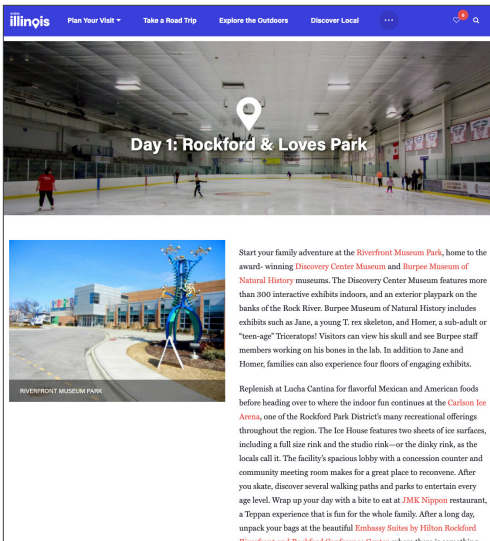 enjoy
illinois
Plan Your Visit
Take a Road Trip
Explore the Outdoors
Discover Local
Day 1: Rockford & Loves Park
RIVERFRONT MUSEUM PARK
Start your family adventure at the Riverfront Museum Park, home to the
award- winning Discovery Center Museum and Burpee Museum of
Natural History museums. The Discovery Center Museum features more
than 300 interactive exhibits indoors, and an exterior playpark on the
banks of the Rock River. Burpee Museum of Natural History includes
exhibits such as Jane, a young T. rex skeleton, and Homer, a sub-adult or
“teen-age” Triceratops! Visitors can view his skull and see Burpee staff
members working on his bones in the lab. In addition to Jane and
Homer, families can also experience four floors of engaging exhibits.
Replenish at Lucha Cantina for flavorful Mexican and American foods
before heading over to where the indoor fun continues at the Carlson Ice
Arena, one of the Rockford Park District’s many recreational offerings
throughout the region. The Ice House features two sheets of ice surfaces,
including a full size rink and the studio rink—or the dinky rink, as the
locals call it. The facility’s spacious lobby with a concession counter and
community meeting room makes for a great place to reconvene. After
you skate, discover several walking paths and parks to entertain every
age level. Wrap up your day with a bite to eat at JMK Nippon restaurant,
a Teppan experience that is fun for the whole family. After a long day,
unpack your bags at the beautiful Embassy Suites by Hilton Rockford
Riverfront and Rockford Conference Center where there is something